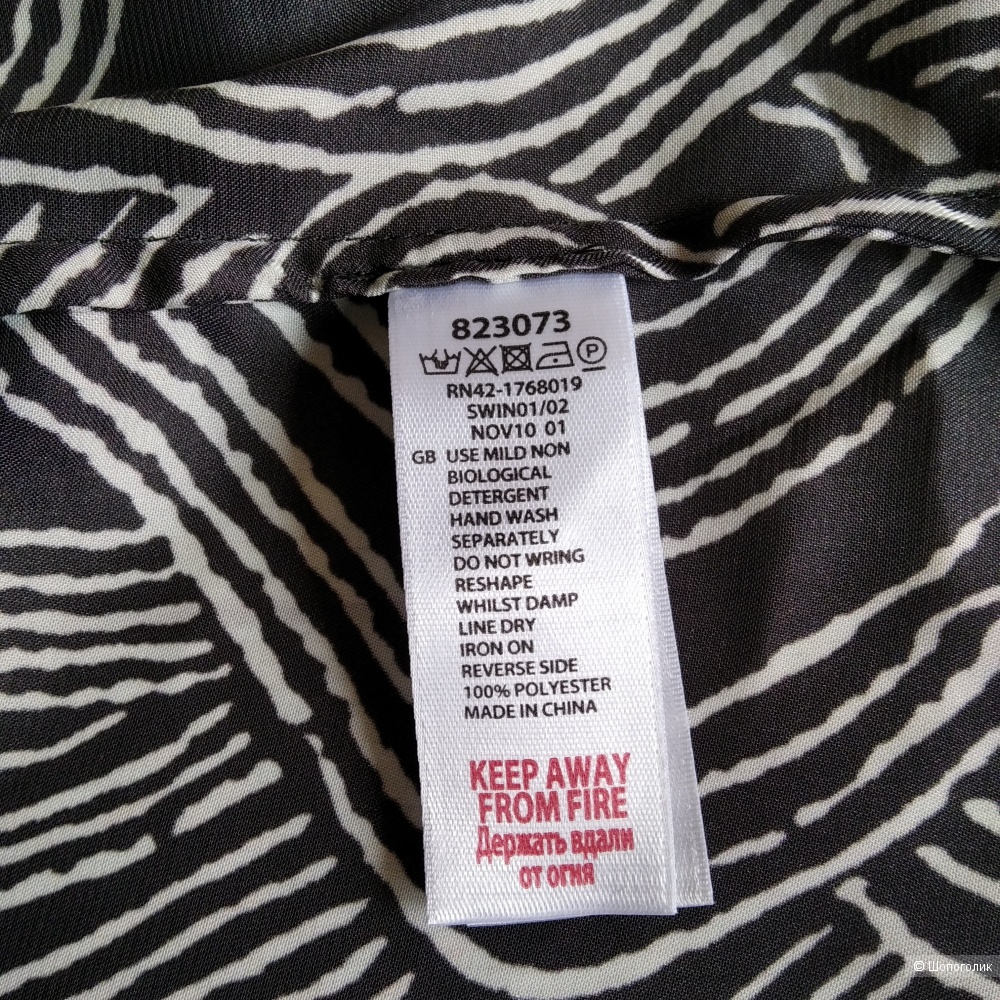 823073
P
RN42-1768019
SWIN01/02
NOV10 01
GB USE MILD NON
BIOLOGICAL
DETERGENT
HAND WASH
SEPARATELY
DO NOT WRING
RESHAPE
WHILST DAMP
LINE DRY
IRON ON
REVERSE SIDE
100% POLYESTER
MADE IN CHINA
KEEP AWAY
FROM FIRE
Держать вдали
от огня
© Шопоголик